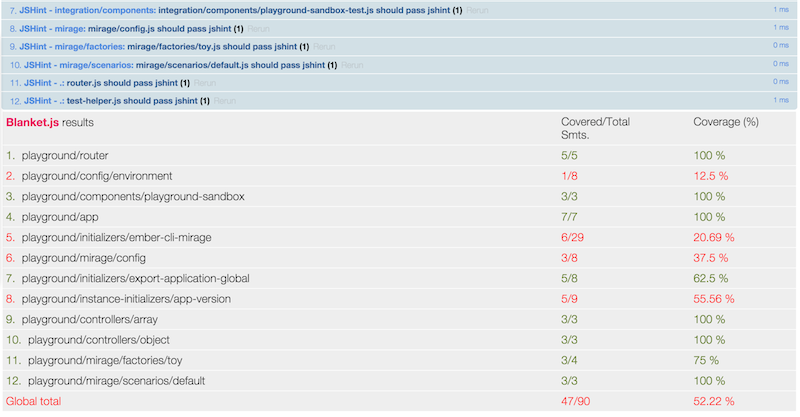 7. JSHint - integration/components: integration/components/playground-sandbox-test.js should pass jshint (1) Rerun 1 ms
8. JSHint - mirage: mirage/config.js should pass jshint (1) Rerun 1 ms
9. JSHint - mirage/factories: mirage/factories/toy.js should pass jshint (1) Rerun 0 ms
10. JSHint - mirage/scenarios: mirage/scenarios/default.js should pass jshint (1) Rerun 0 ms
11. JSHint - .: router.js should pass jshint (1) Rerun 0 ms
12. JSHint - .: test-helper.js should pass jshint (1) Rerun 1 ms
Blanket.js results Covered/Total Smts. Coverage (%)
1. playground/router 5/5 100 %
2. playground/config/environment 1/8 12.5 %
3. playground/components/playground-sandbox 3/3 100 %
4. playground/app 7/7 100 %
5. playground/initializers/ember-cli-mirage 6/29 20.69 %
6. playground/mirage/config 3/8 37.5 %
7. playground/initializers/export-application-global 5/8 62.5 %
8. playground/instance-initializers/app-version 5/9 55.56 %
9. playground/controllers/array 3/3 100 %
10. playground/controllers/object 3/3 100 %
11. playground/mirage/factories/toy 3/4 75 %
12. playground/mirage/scenarios/default 3/3 100 %
Global total 47/90 52.22 %